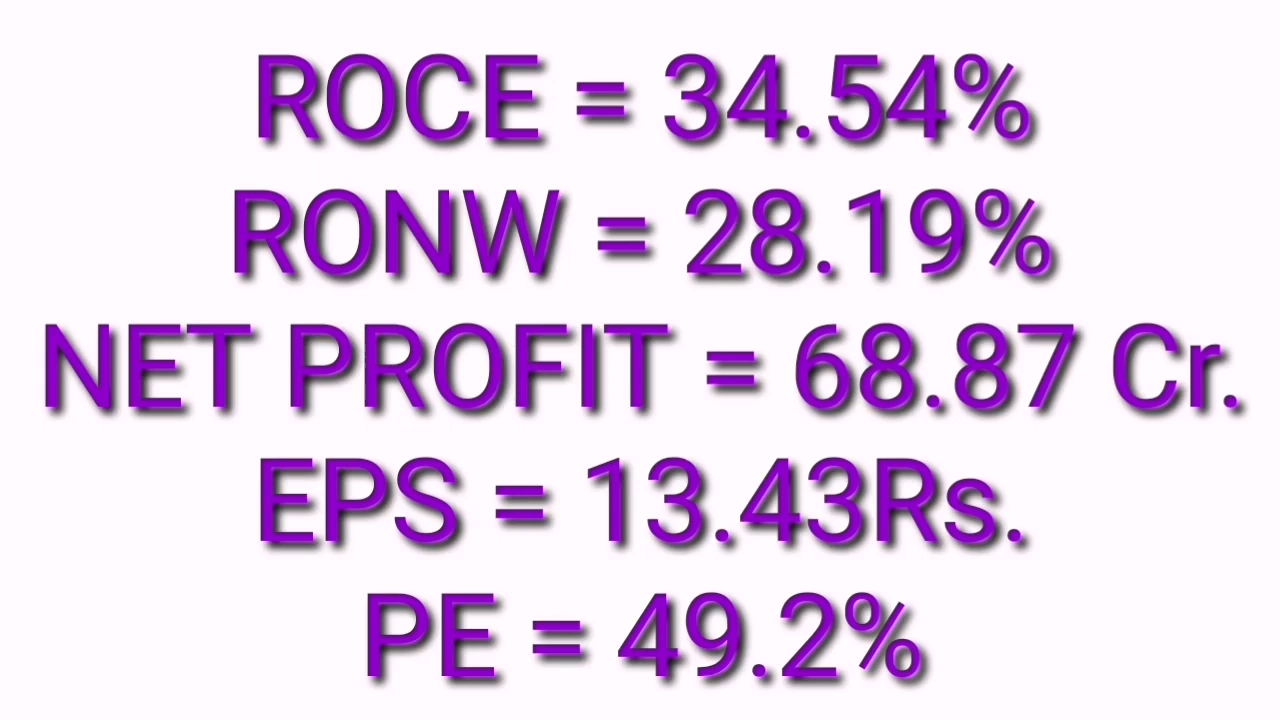 ROCE = 34.54%
RONW = 28.19%
NET PROFIT = 68.87 Cr.
EPS = 13.43Rs.
PE = 49.2%